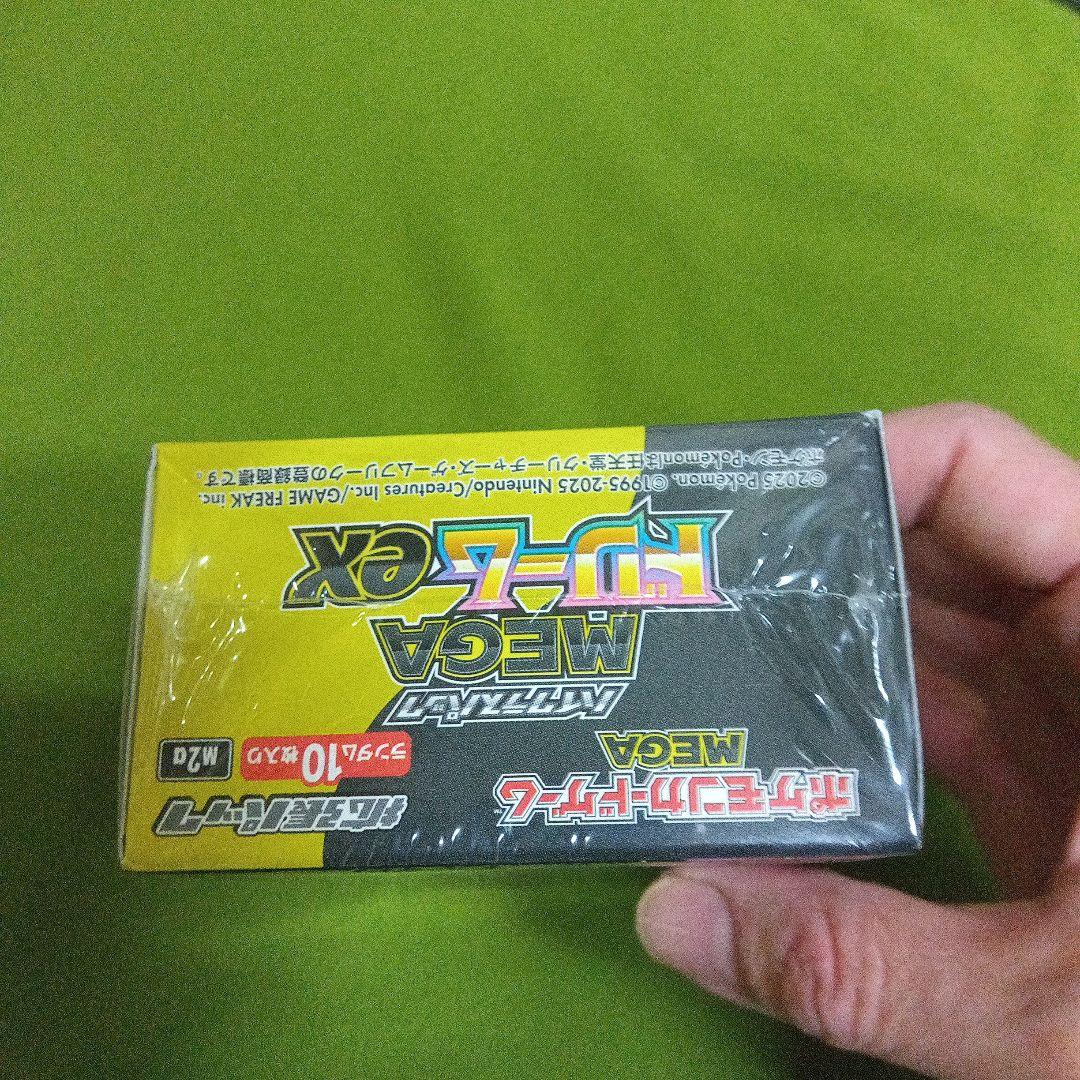 ポケモンカードゲーム
MEGA
拡張パック
ランダム10枚入り
M2a
ハイクラスパック
MEGA
ドリームex
©2025 Pokémon. ©1995-2025 Nintendo/Creatures Inc./GAME FREAK inc.
ポケモン・Pokémonは任天堂・クリーチャーズ・ゲームフリークの登録商標です。